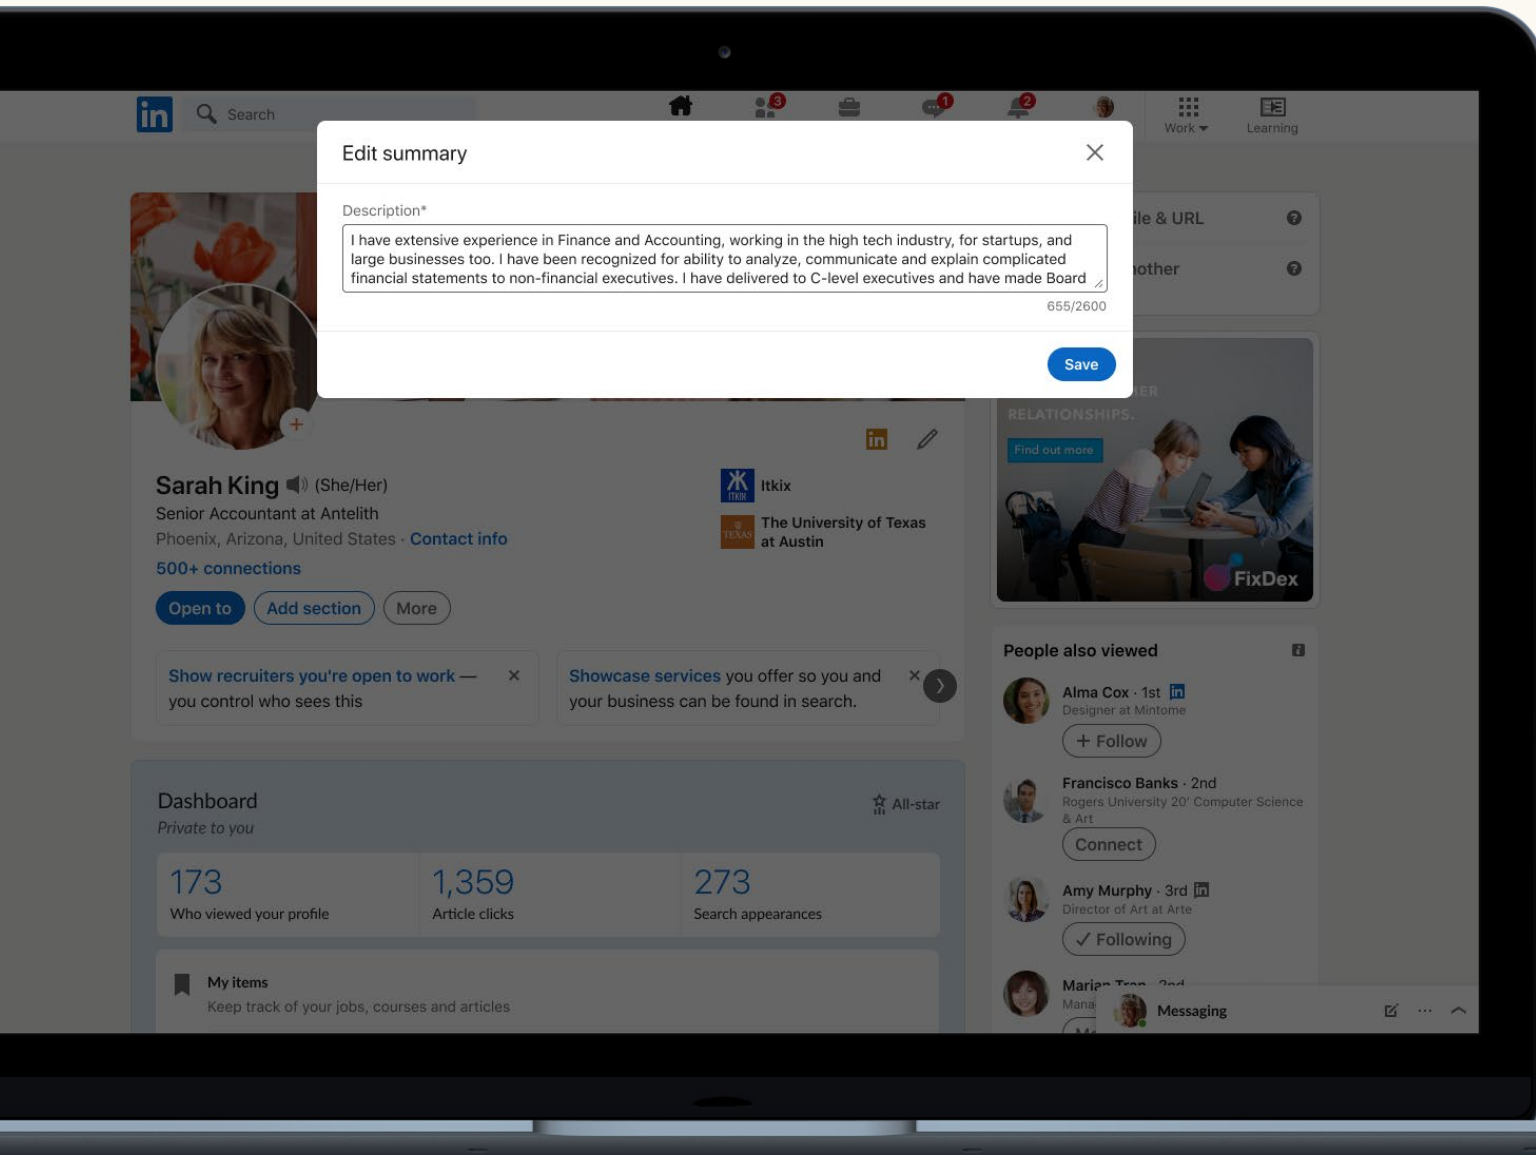 in
Search
3
1
2
Work
Learning
Edit summary
Description*
I have extensive experience in Finance and Accounting, working in the high tech industry, for startups, and
large businesses too. I have been recognized for ability to analyze, communicate and explain complicated
financial statements to non-financial executives. I have delivered to C-level executives and have made Board
655/2600
Save
ile & URL
nother
RELATIONSHIPS.
Find out more
FixDex
in
Sarah King (She/Her)
Senior Accountant at Antelith
Phoenix, Arizona, United States · Contact info
500+ connections
Open to
Add section
More
ITKIX
Itkix
TEXAS
The University of Texas
at Austin
Show recruiters you're open to work —
you control who sees this
Showcase services you offer so you and
your business can be found in search.
Dashboard
Private to you
All-star
173
Who viewed your profile
1,359
Article clicks
273
Search appearances
My items
Keep track of your jobs, courses and articles
People also viewed
Alma Cox · 1st in
Designer at Mintome
+ Follow
Francisco Banks · 2nd
Rogers University 20' Computer Science
& Art
Connect
Amy Murphy · 3rd in
Director of Art at Arte
✓ Following
Messaging